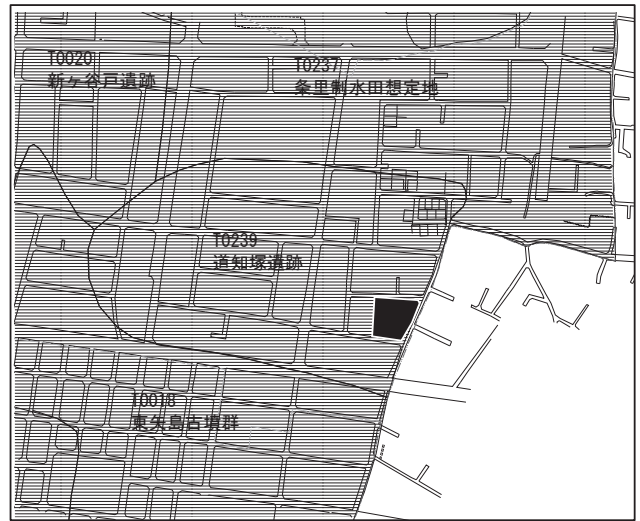 T0020
新ヶ谷戸遺跡
T0237
条里制水田想定地
T0239
道知塚遺跡
T0018
東矢島古墳群